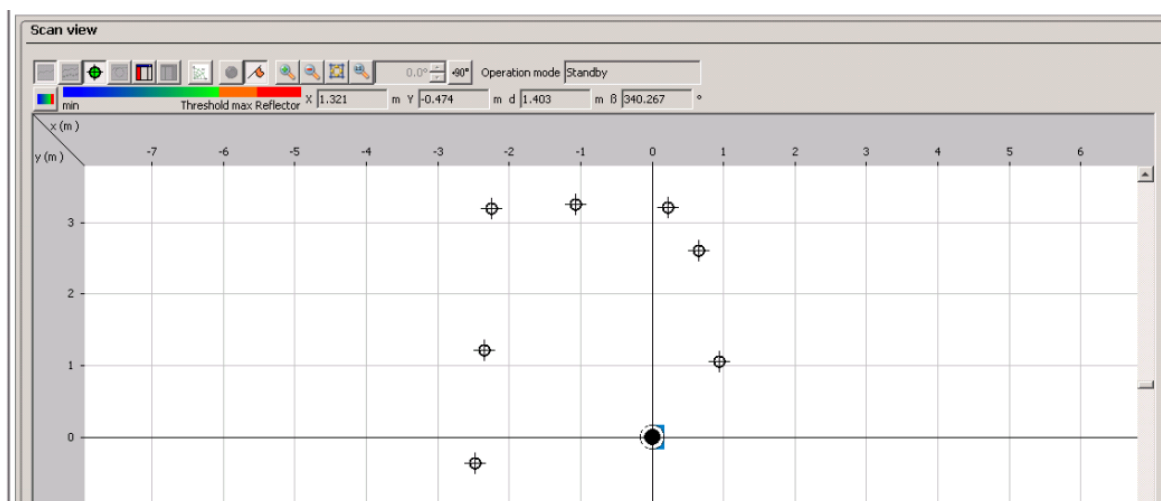 Scan view
0.0° -90° Operation mode Standby
min Threshold max Reflector X 1.321 m Y -0.474 m d 1.403 m β 340.267 °
x (m)
y (m) -7 -6 -5 -4 -3 -2 -1 0 1 2 3 4 5 6
3
2
1
0